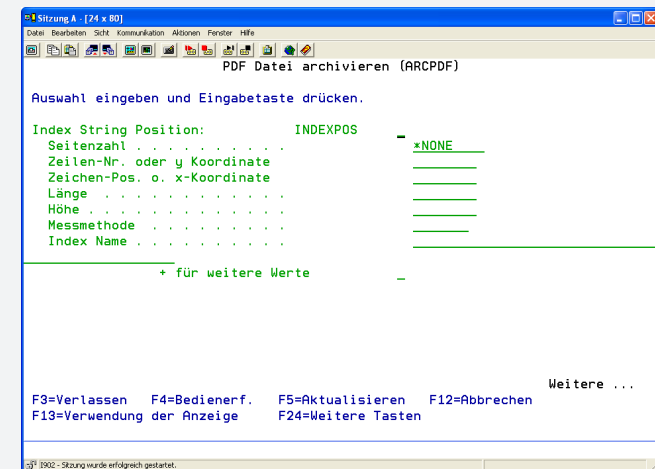 Sitzung A - [24 x 80]
Datei Bearbeiten Sicht Kommunikation Aktionen Fenster Hilfe
PDF Datei archivieren (ARCPDF)
Auswahl eingeben und Eingabetaste drücken.
Index String Position: INDEXPOS _
Seitenzahl . . . . . . . . . . *NONE
Zeilen-Nr. oder y Koordinate
Zeichen-Pos. o. x-Koordinate
Länge . . . . . . . . . . . .
Höhe . . . . . . . . . . . . .
Messmethode . . . . . . . . . .
Index Name . . . . . . . . . .
+ für weitere Werte _
Weitere ...
F3=Verlassen F4=Bedienerf. F5=Aktualisieren F12=Abbrechen
F13=Verwendung der Anzeige F24=Weitere Tasten
I902 - Sitzung wurde erfolgreich gestartet.